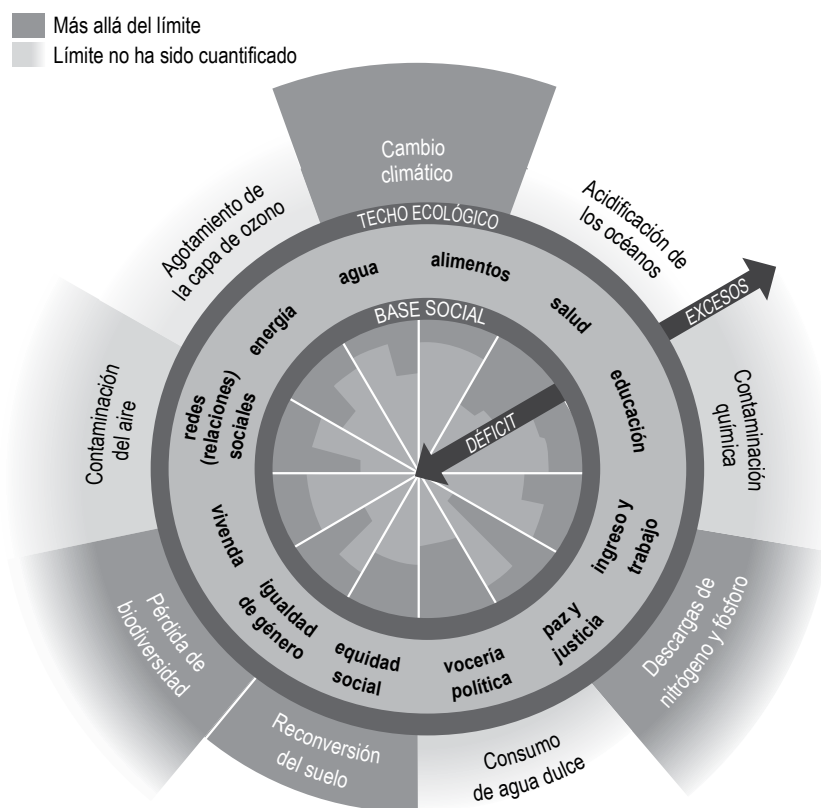 Más allá del límite
Límite no ha sido cuantificado
Cambio
climático
Acidificación de
los océanos
EXCESOS
Contaminación
química
Descargas de
nitrógeno y fósforo
Consumo
de agua dulce
Reconversión
del suelo
Pérdida de
biodiversidad
Contaminación
del aire
Agotamiento de
la capa de ozono
TECHO ECOLÓGICO
agua
alimentos
salud
educación
ingreso y
trabajo
paz y
justicia
vocería
política
equidad
social
igualdad
de género
vivenda
redes
(relaciones)
sociales
energia
BASE SOCIAL
DÉFICIT